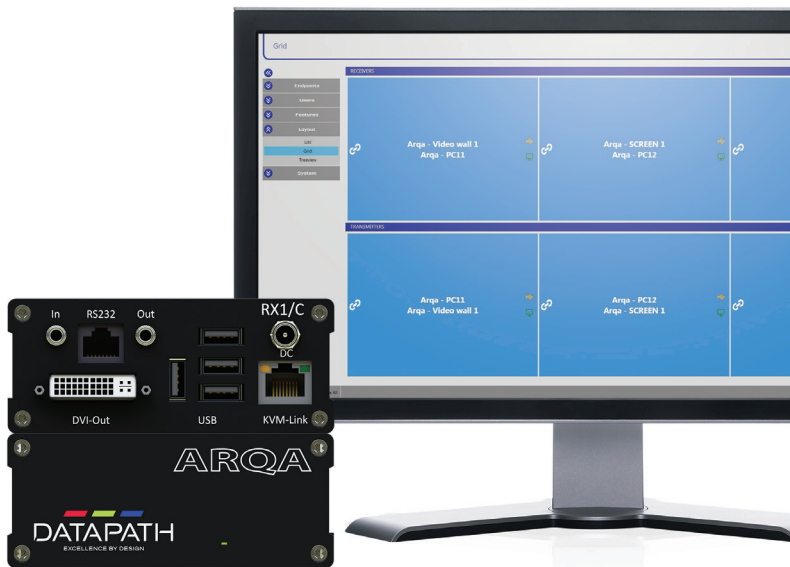 Grid
RECEIVERS
Endpoints
Users
Features
Layout
List
Grid
Treeview
System
Arqa - Video wall 1
Arqa - PC11
Arqa - SCREEN 1
Arqa - PC12
TRANSMITTERS
Arqa - PC11
Arqa - Video wall 1
Arqa - PC12
Arqa - SCREEN 1
In
RS232
Out
RX1/C
DC
DVI-Out
USB
KVM-Link
ARQA
DATAPATH
EXCELLENCE BY DESIGN